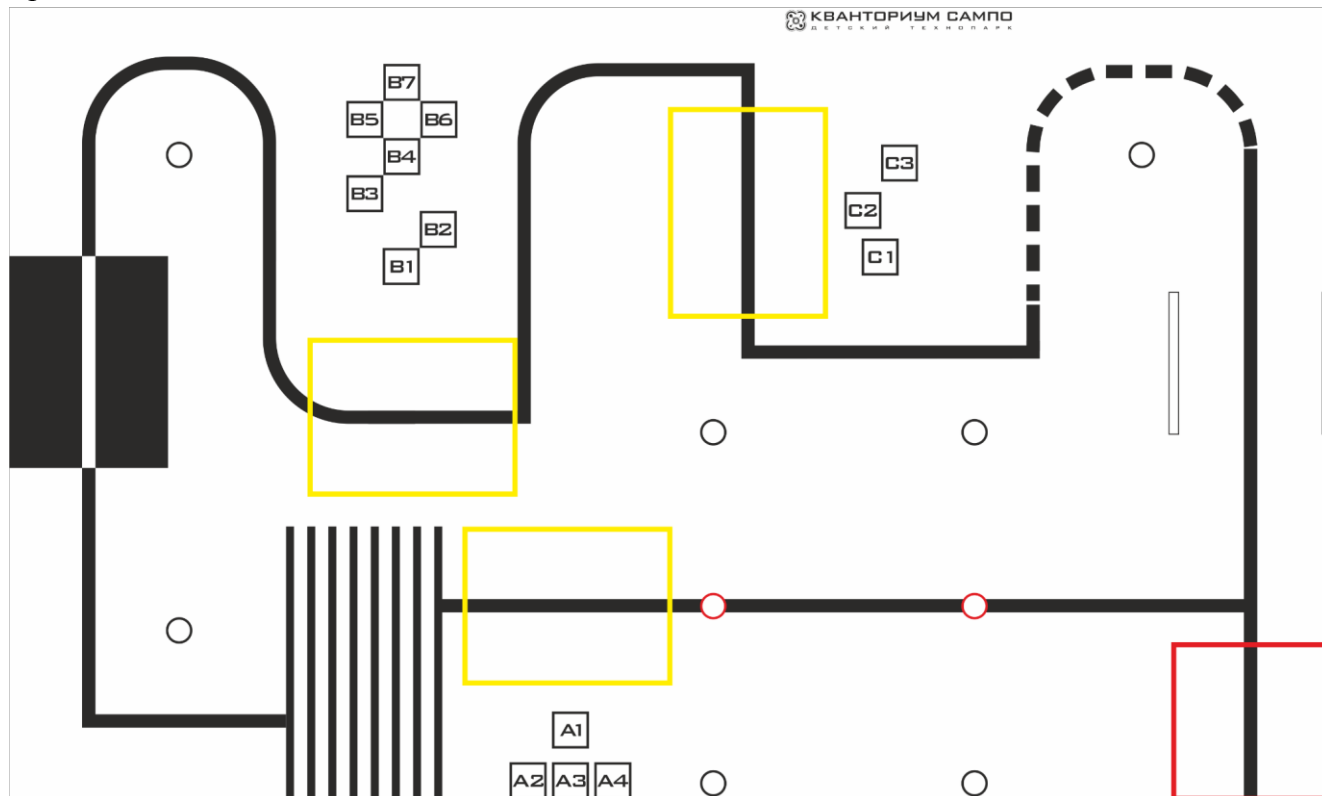 КВАНТОРИУМ САМПО
ДЕТСКИЙ ТЕХНОПАРК
B7
B5 B6
B4
B3
B2
B1
C3
C2
C1
A1
A2 A3 A4